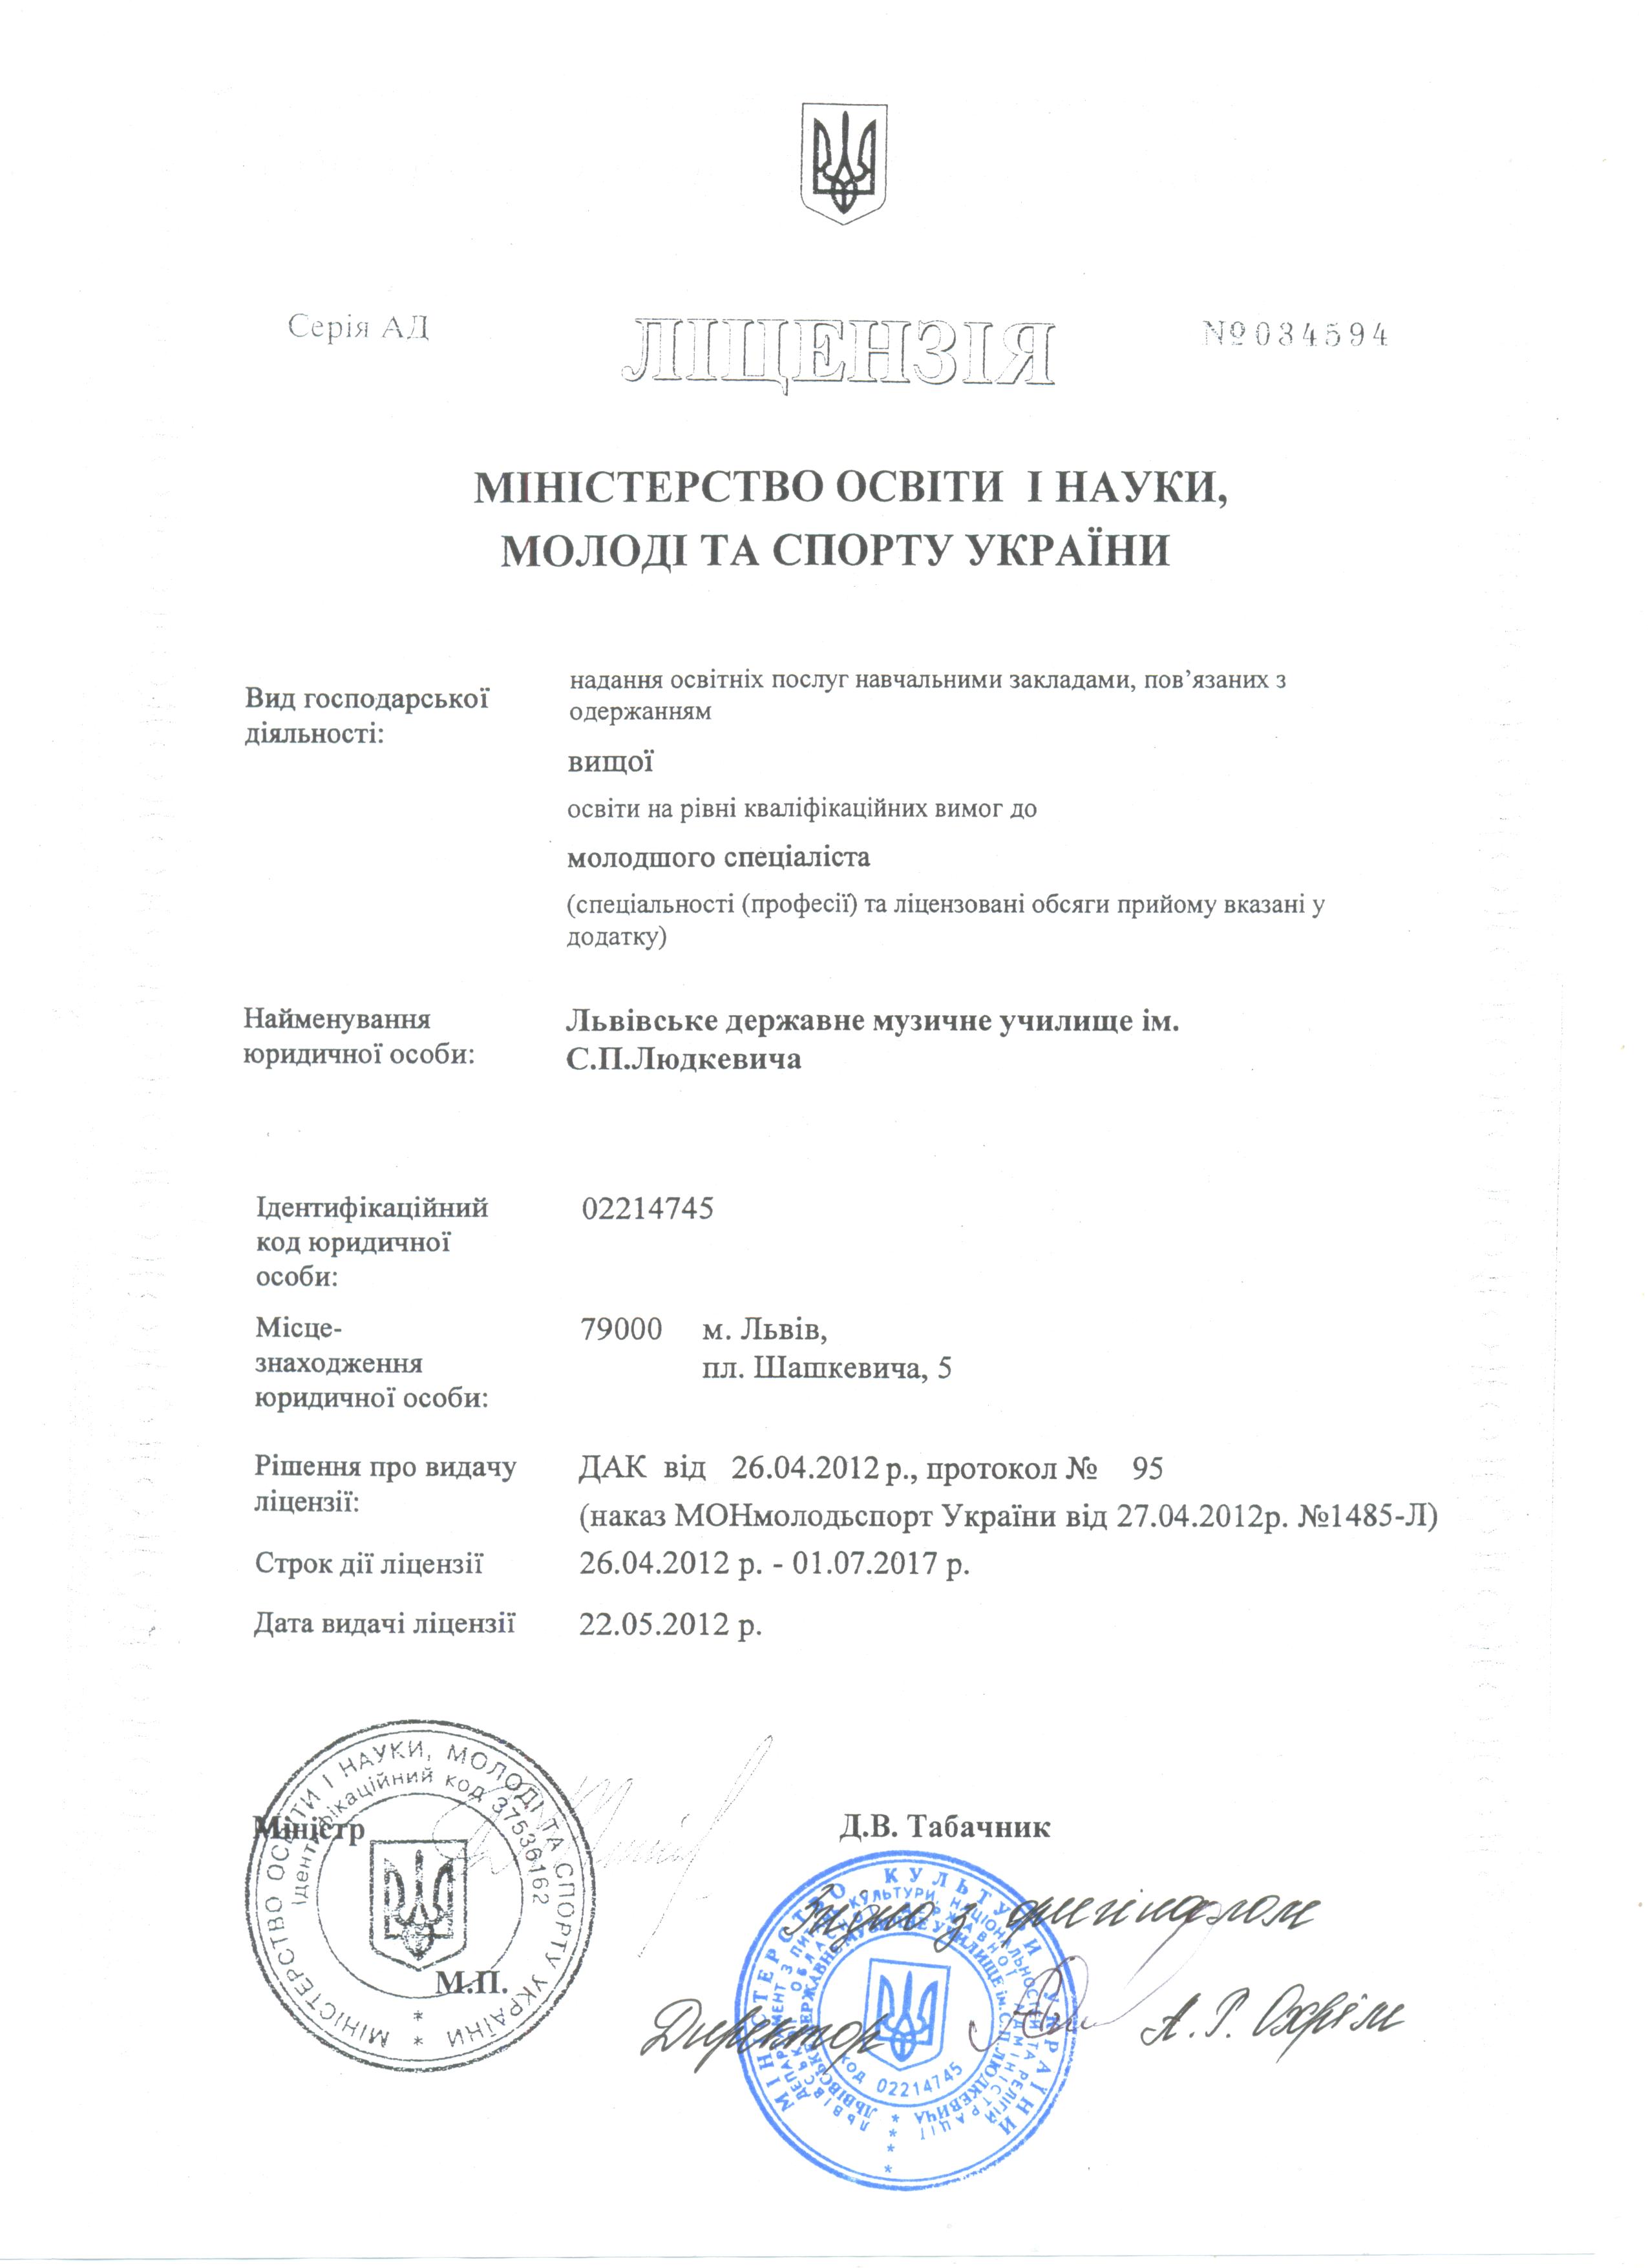 Серія АД
ЛІЦЕНЗІЯ
№034594
МІНІСТЕРСТВО ОСВІТИ І НАУКИ,
МОЛОДІ ТА СПОРТУ УКРАЇНИ
Вид господарської
діяльності:
надання освітніх послуг навчальними закладами, пов’язаних з
одержанням
вищої
освіти на рівні кваліфікаційних вимог до
молодшого спеціаліста
(спеціальності (професії) та ліцензовані обсяги прийому вказані у
додатку)
Найменування
юридичної особи:
Львівське державне музичне училище ім.
С.П.Людкевича
Ідентифікаційний
код юридичної
особи:
02214745
Місце-
знаходження
юридичної особи:
79000 м. Львів,
пл. Шашкевича, 5
Рішення про видачу
ліцензії:
ДАК від 26.04.2012 р., протокол № 95
(наказ МОНмолодьспорт України від 27.04.2012р. №1485-Л)
Строк дії ліцензії
26.04.2012 р. - 01.07.2017 р.
Дата видачі ліцензії
22.05.2012 р.
Міністр
Д.В. Табачник
М.П.
МІНІСТЕРСТВО ОСВІТИ І НАУКИ, МОЛОДІ ТА СПОРТУ УКРАЇНИ * *
Ідентифікаційний код 37536162
Згідно з оригіналом
Директор
МІНІСТЕРСТВО КУЛЬТУРИ УКРАЇНИ
ДЕПАРТАМЕНТ З ПИТАНЬ КУЛЬТУРИ, НАЦІОНАЛЬНОСТЕЙ ТА РЕЛІГІЙ
ЛЬВІВСЬКОЇ ОБЛАСНОЇ ДЕРЖАВНОЇ АДМІНІСТРАЦІЇ
ЛЬВІВСЬКЕ ДЕРЖАВНЕ МУЗИЧНЕ УЧИЛИЩЕ ім. С.П. ЛЮДКЕВИЧА
код 02214745